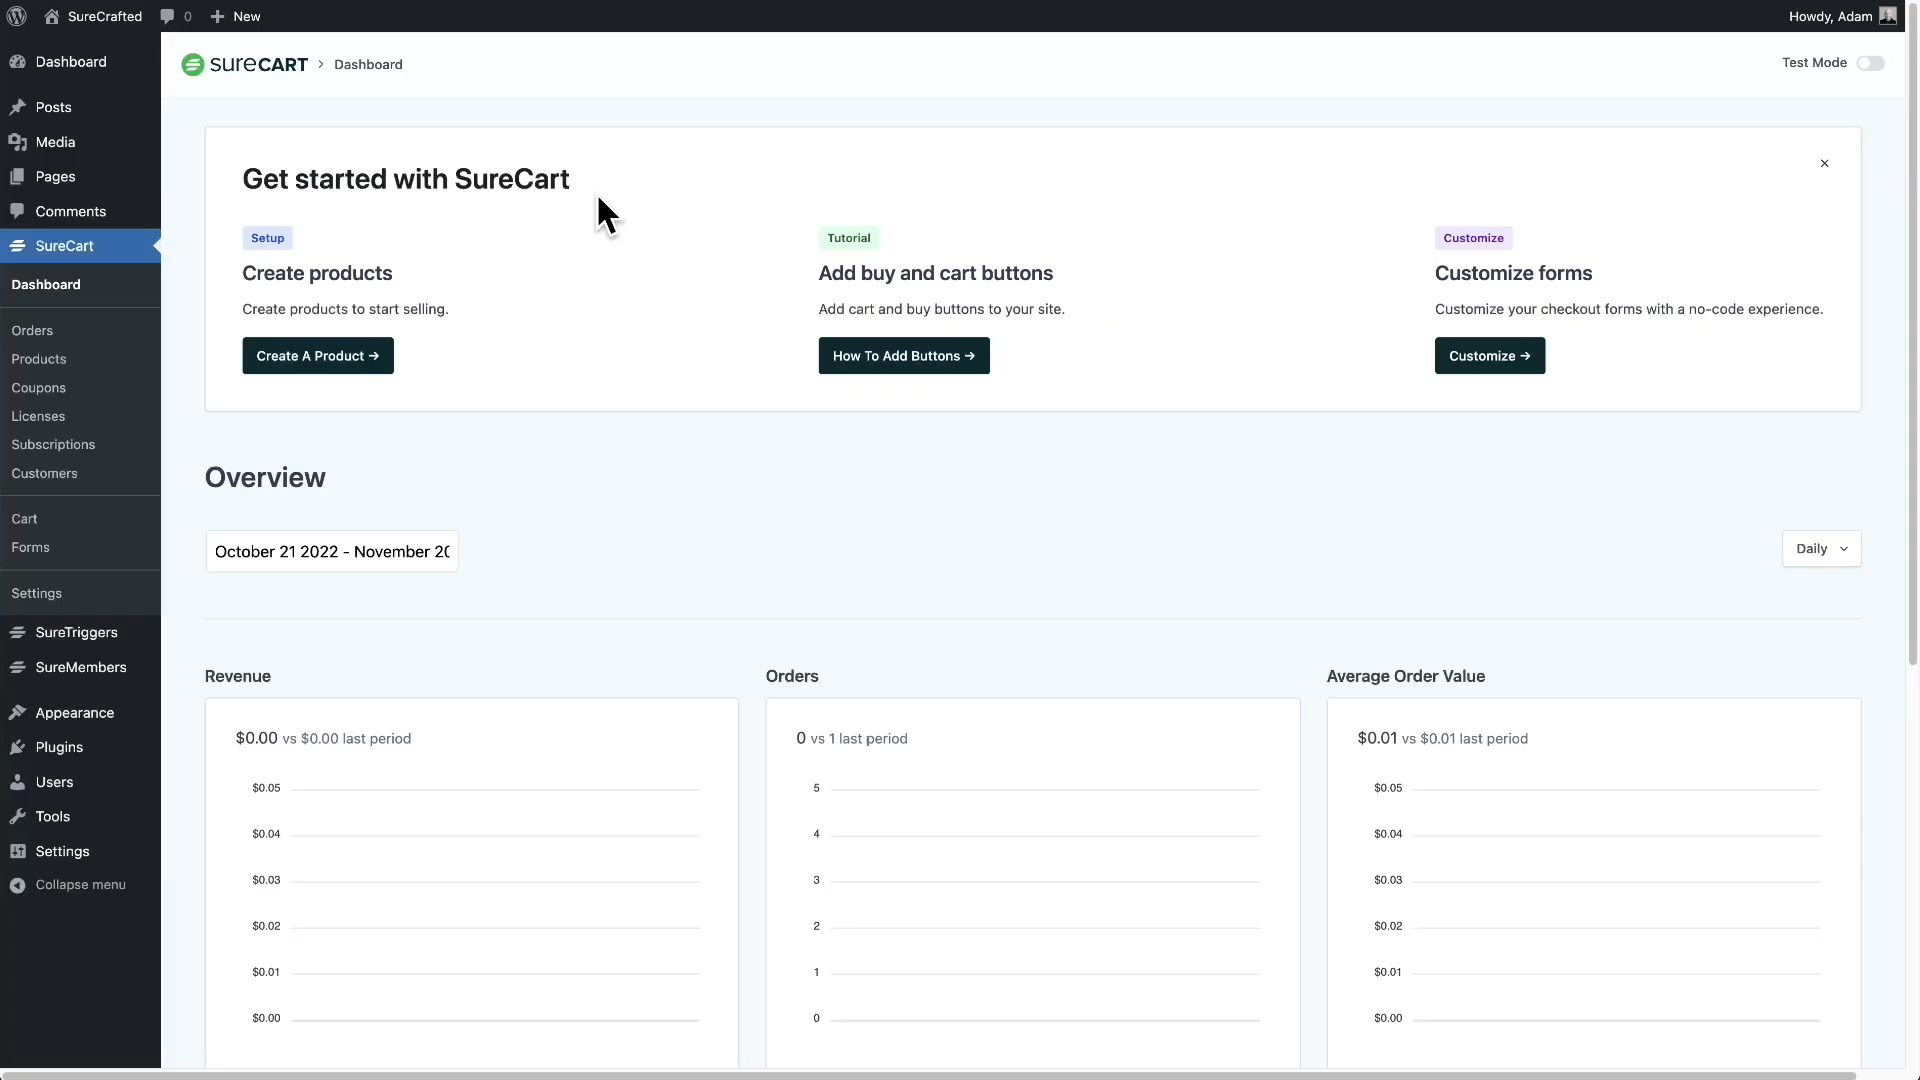 SureCrafted
0
New
Howdy, Adam
Dashboard
Posts
Media
Pages
Comments
SureCart
Dashboard
Orders
Products
Coupons
Licenses
Subscriptions
Customers
Cart
Forms
Settings
SureTriggers
SureMembers
Appearance
Plugins
Users
Tools
Settings
Collapse menu
SURECART > Dashboard
Test Mode
Get started with SureCart
×
Setup
Create products
Create products to start selling.
Create A Product →
Tutorial
Add buy and cart buttons
Add cart and buy buttons to your site.
How To Add Buttons →
Customize
Customize forms
Customize your checkout forms with a no-code experience.
Customize →
Overview
October 21 2022 - November 20
Daily
Revenue
$0.00 vs $0.00 last period
$0.05
$0.04
$0.03
$0.02
$0.01
$0.00
Orders
0 vs 1 last period
5
4
3
2
1
0
Average Order Value
$0.01 vs $0.01 last period
$0.05
$0.04
$0.03
$0.02
$0.01
$0.00